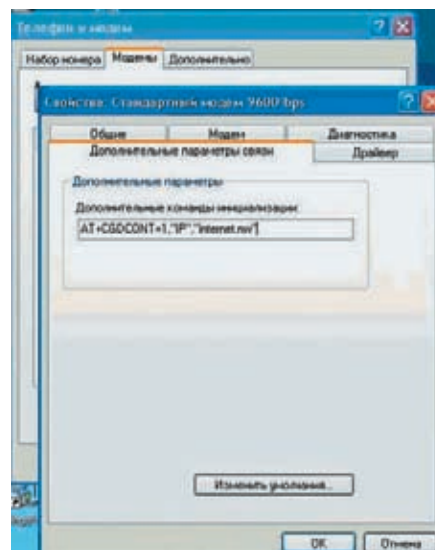 Телефон и модем
Набор номера Модемы Дополнительно
Свойства: Стандартный модем 9600 bps
Общие Модем Диагностика
Дополнительные параметры связи Драйвер
Дополнительные параметры
Дополнительные команды инициализации:
AT+CGDCONT=1,"IP","internet.nw"
Изменить умолчания...
OK Отмена